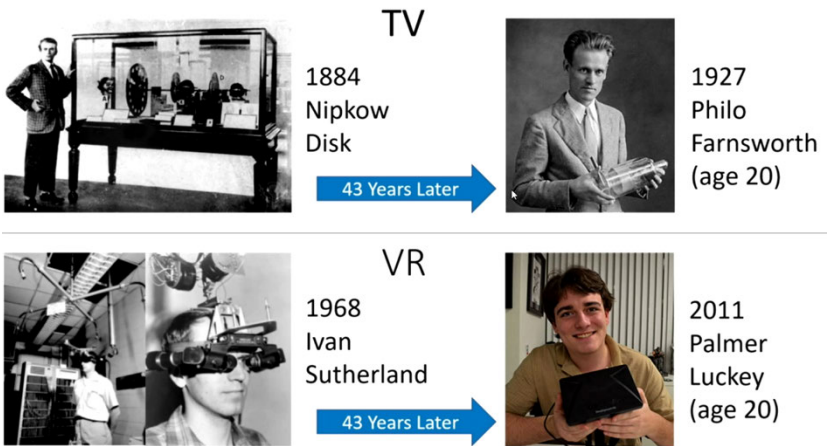 TV
1884
Nipkow
Disk
43 Years Later
1927
Philo
Farnsworth
(age 20)
VR
1968
Ivan
Sutherland
43 Years Later
2011
Palmer
Luckey
(age 20)